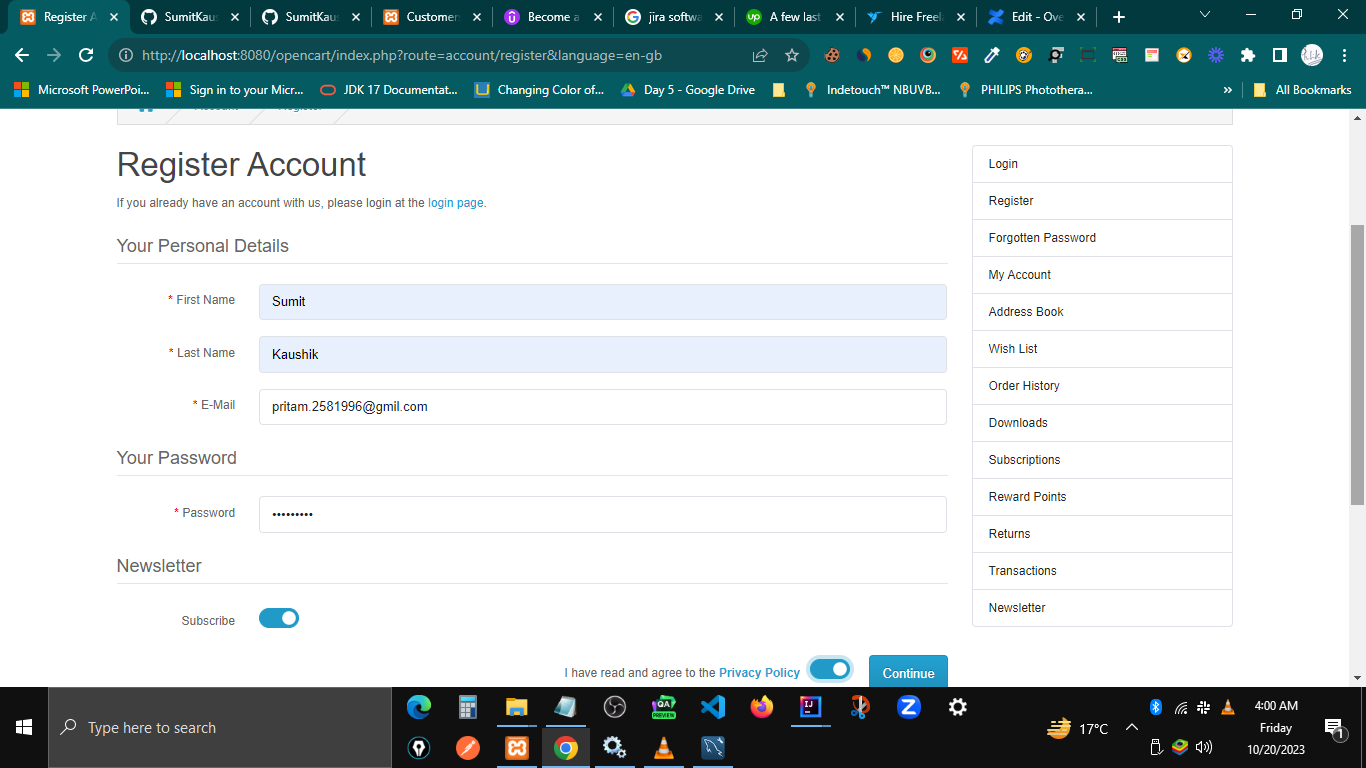 Register A
SumitKaus
SumitKaus
Customer
Become a
jira softwa
A few last
Hire Freel
Edit - Ove
http://localhost:8080/opencart/index.php?route=account/register&language=en-gb
Microsoft PowerPoi...
Sign in to your Micr...
JDK 17 Documentat...
Changing Color of...
Day 5 - Google Drive
Indetouch™ NBUVB...
PHILIPS Photothera...
»
All Bookmarks
Account
Register
Register Account
If you already have an account with us, please login at the login page.
Your Personal Details
* First Name
Sumit
* Last Name
Kaushik
* E-Mail
pritam.2581996@gmil.com
Your Password
* Password
•••••••••
Newsletter
Subscribe
I have read and agree to the Privacy Policy
Continue
Login
Register
Forgotten Password
My Account
Address Book
Wish List
Order History
Downloads
Subscriptions
Reward Points
Returns
Transactions
Newsletter
Type here to search
17°C
4:00 AM
Friday
10/20/2023
1